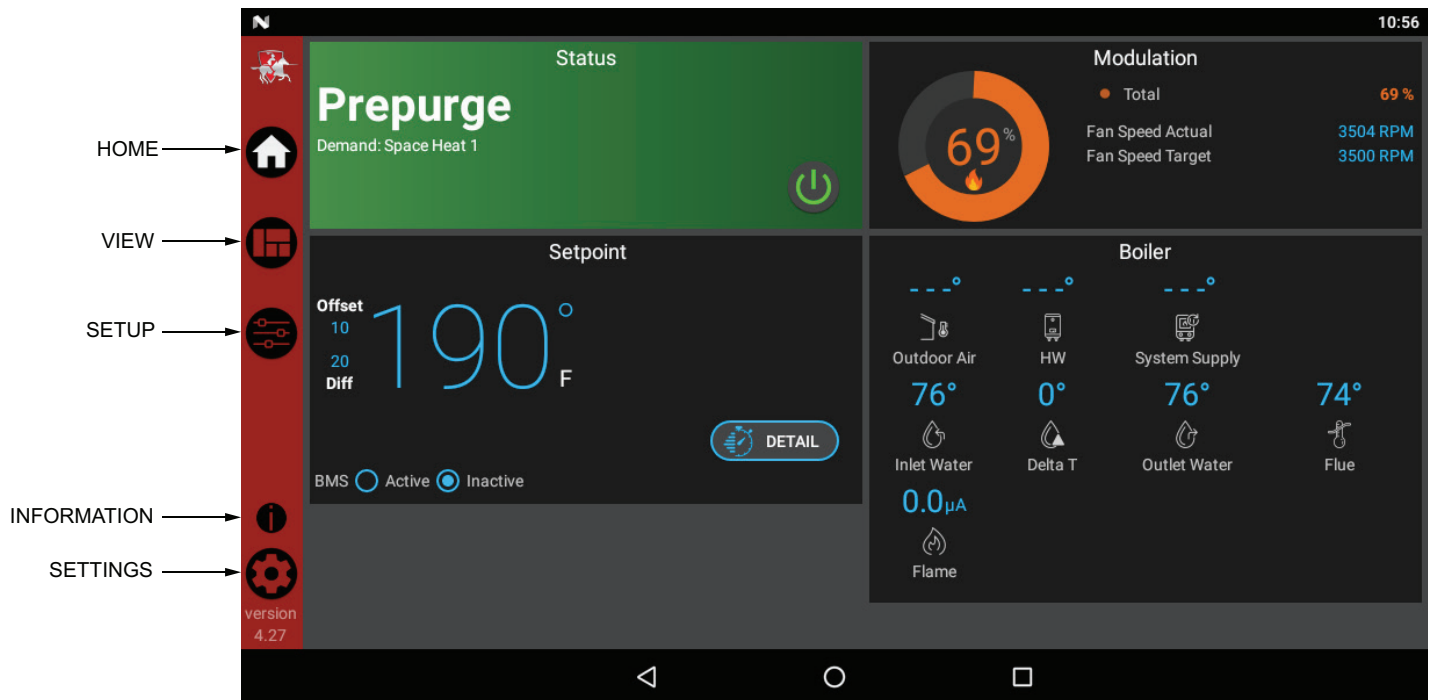 10:56
HOME
VIEW
SETUP
INFORMATION
SETTINGS
version
4.27
Status
Prepurge
Demand: Space Heat 1
Modulation
69%
Total 69 %
Fan Speed Actual 3504 RPM
Fan Speed Target 3500 RPM
Setpoint
Offset
10
20
Diff
190° F
DETAIL
BMS Active Inactive
Boiler
- - -° - - -° - - -°
Outdoor Air HW System Supply
76° 0° 76° 74°
Inlet Water Delta T Outlet Water Flue
0.0µA
Flame